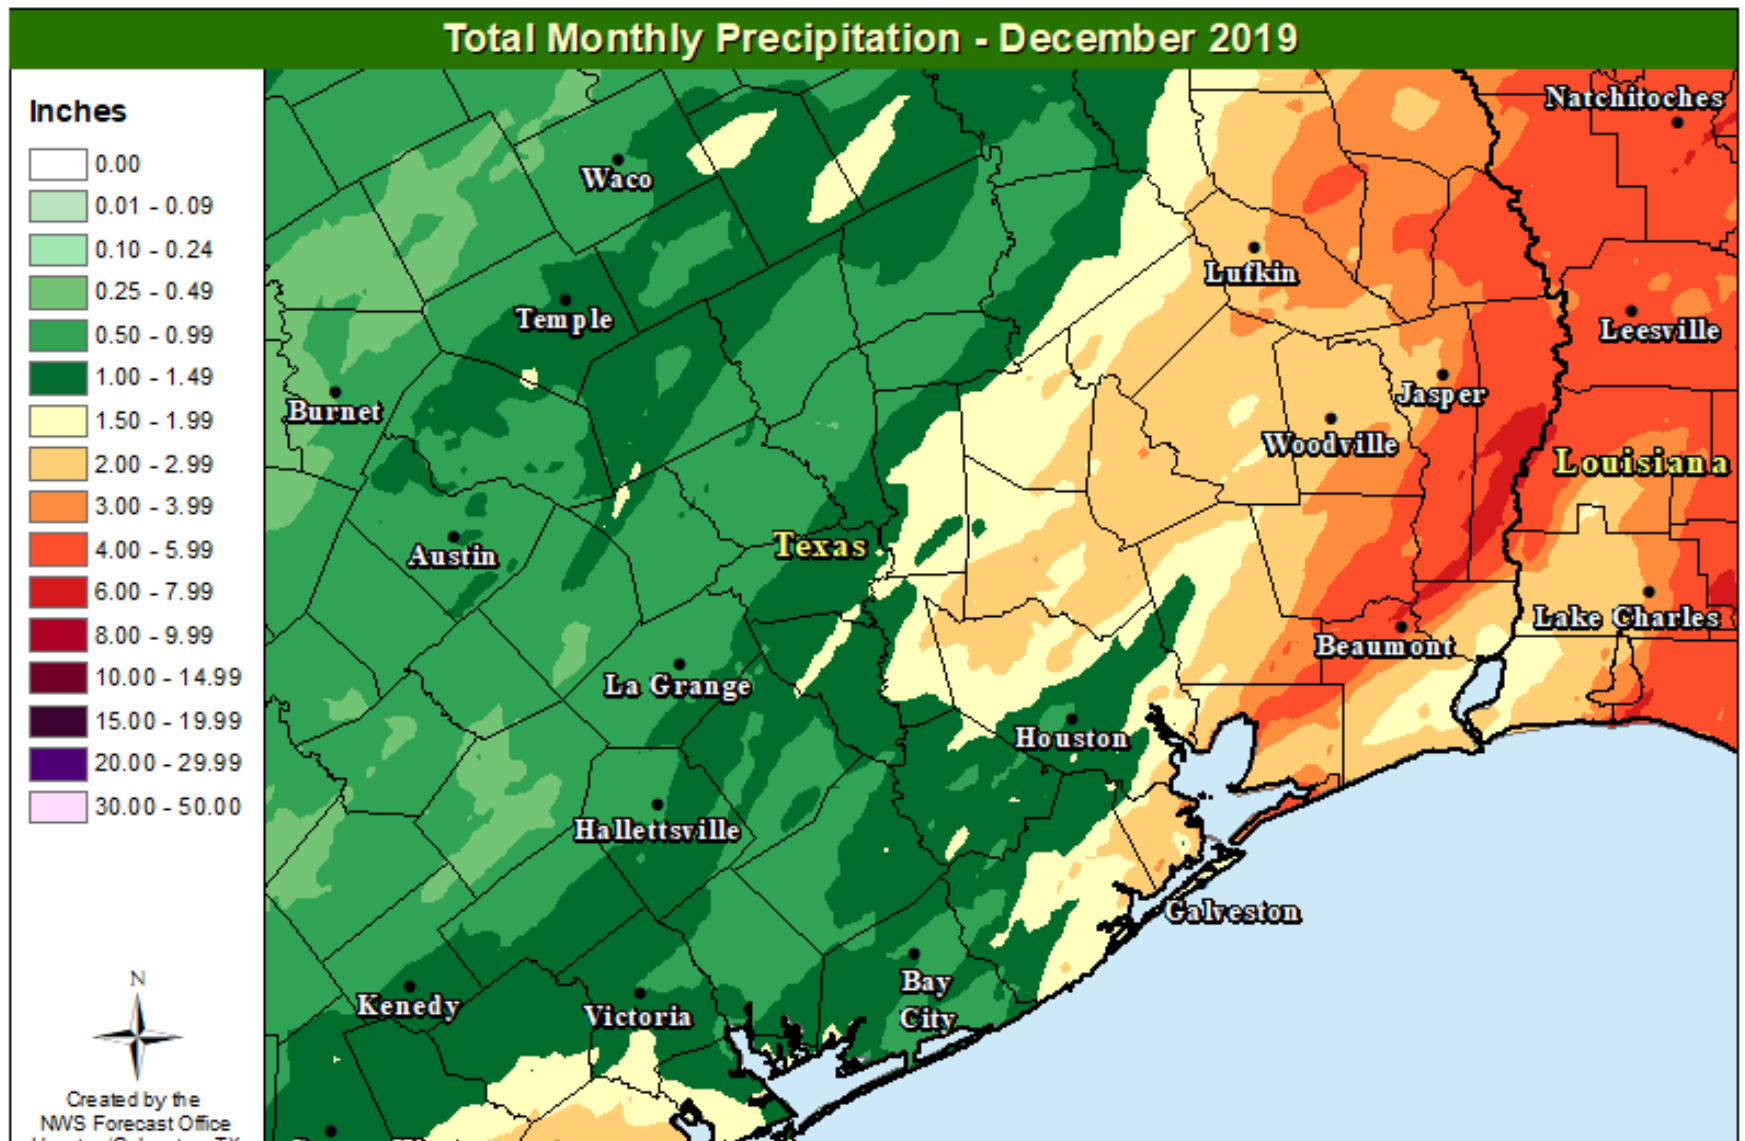 Total Monthly Precipitation - December 2019
Inches
0.00
0.01 - 0.09
0.10 - 0.24
0.25 - 0.49
0.50 - 0.99
1.00 - 1.49
1.50 - 1.99
2.00 - 2.99
3.00 - 3.99
4.00 - 5.99
6.00 - 7.99
8.00 - 9.99
10.00 - 14.99
15.00 - 19.99
20.00 - 29.99
30.00 - 50.00
N
Created by the
NWS Forecast Office
Natchitoches
Waco
Lufkin
Temple
Leesville
Burnet
Jasper
Woodville
Louisiana
Austin
Texas
Lake Charles
Beaumont
La Grange
Houston
Hallettsville
Galveston
Bay
City
Kenedy
Victoria